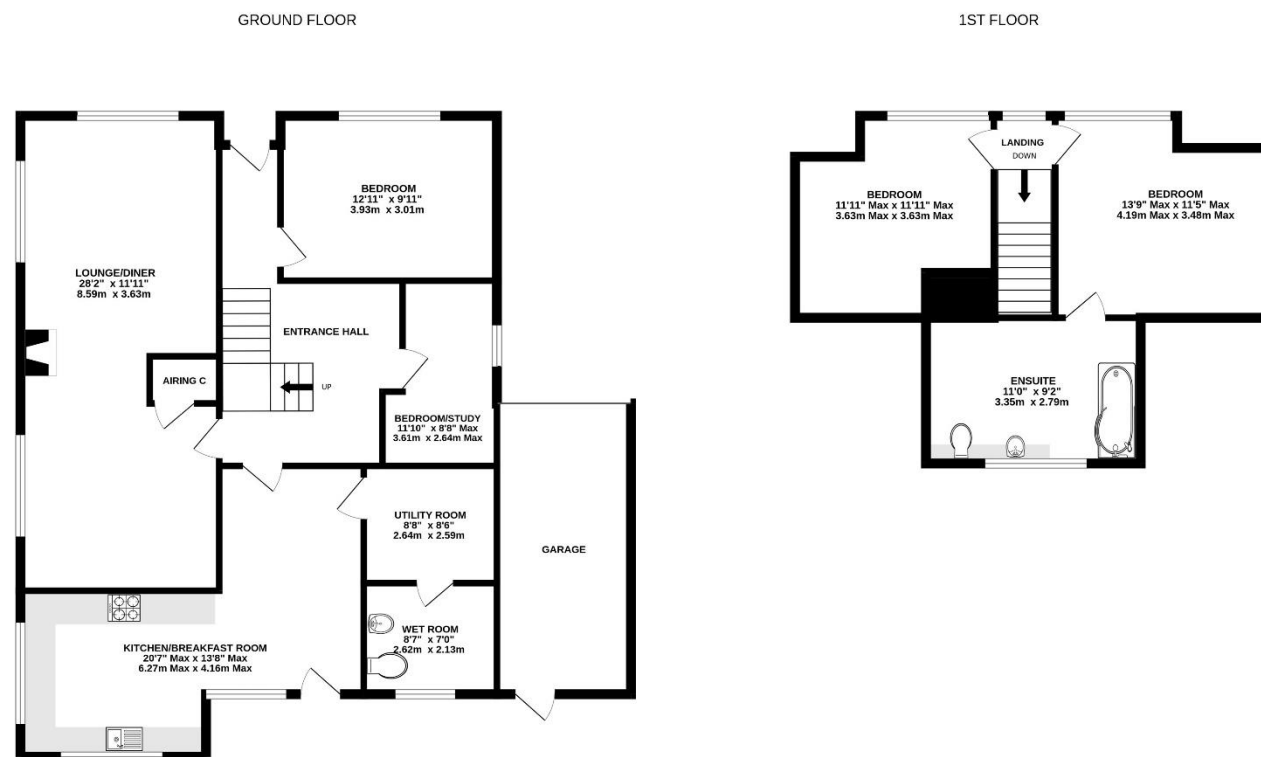 GROUND FLOOR
1ST FLOOR
BEDROOM
12'11" x 9'11"
3.93m x 3.01m
LOUNGE/DINER
28'2" x 11'11"
8.59m x 3.63m
ENTRANCE HALL
AIRING C
UP
BEDROOM/STUDY
11'10" x 8'8" Max
3.61m x 2.64m Max
UTILITY ROOM
8'8" x 8'6"
2.64m x 2.59m
GARAGE
WET ROOM
8'7" x 7'0"
2.62m x 2.13m
KITCHEN/BREAKFAST ROOM
20'7" Max x 13'8" Max
6.27m Max x 4.16m Max
LANDING
DOWN
BEDROOM
11'11" Max x 11'11" Max
3.63m Max x 3.63m Max
BEDROOM
13'9" Max x 11'5" Max
4.19m Max x 3.48m Max
ENSUITE
11'0" x 9'2"
3.35m x 2.79m